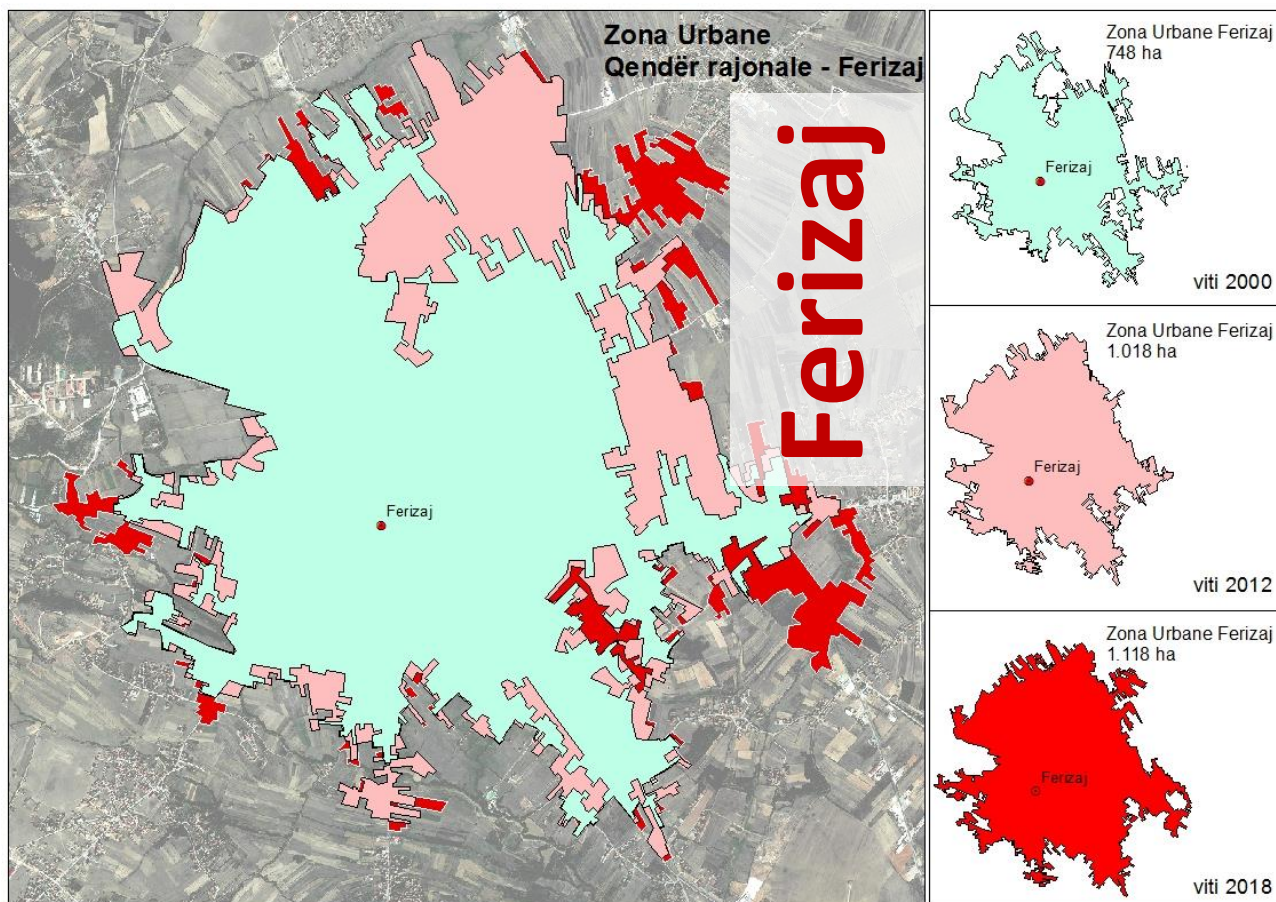 Zona Urbane
Qendër rajonale - Ferizaj
Ferizaj
Ferizaj
Zona Urbane Ferizaj
748 ha
Ferizaj
viti 2000
Zona Urbane Ferizaj
1.018 ha
Ferizaj
viti 2012
Zona Urbane Ferizaj
1.118 ha
Ferizaj
viti 2018